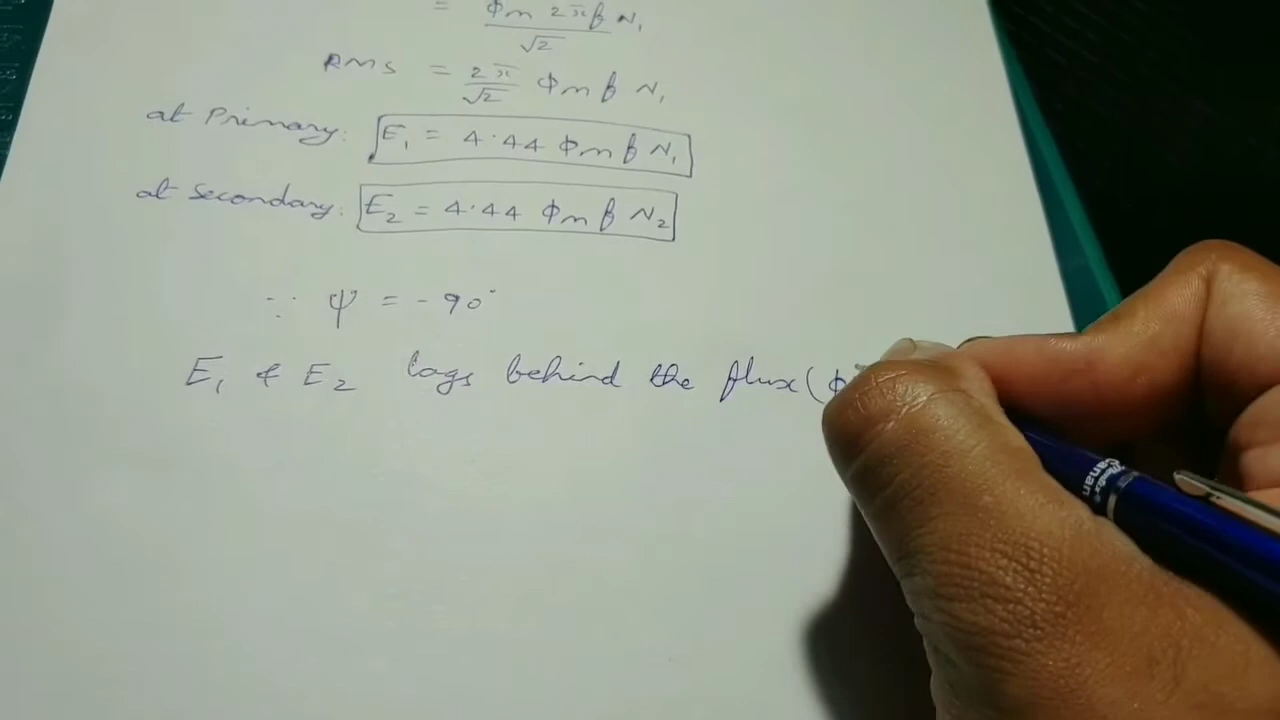 = φm 2πf N₁ / √2
RMS = 2π/√2 φm f N₁
at Primary: E₁ = 4.44 φm f N₁
at Secondary: E₂ = 4.44 φm f N₂
∵ ψ = -90°
E₁ & E₂ lags behind the flux(φ